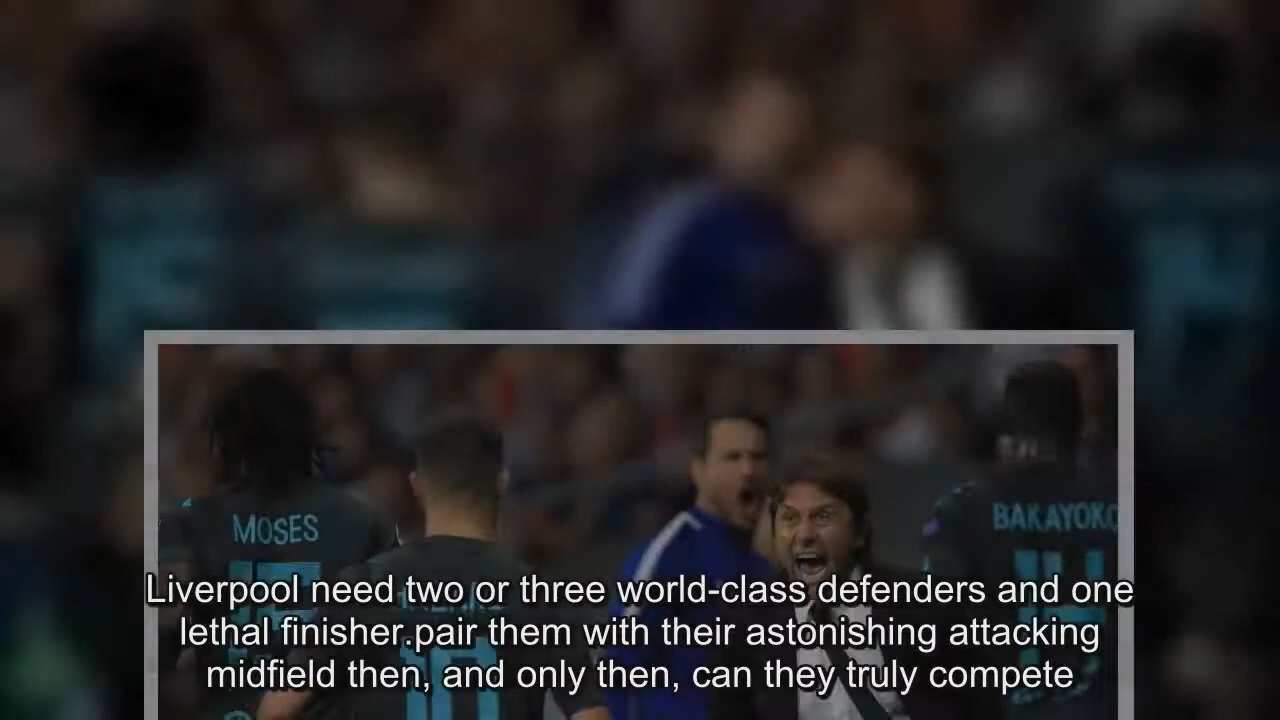 MOSES
BAKAYOKO
Liverpool need two or three world-class defenders and one
lethal finisher.pair them with their astonishing attacking
midfield then, and only then, can they truly compete
10